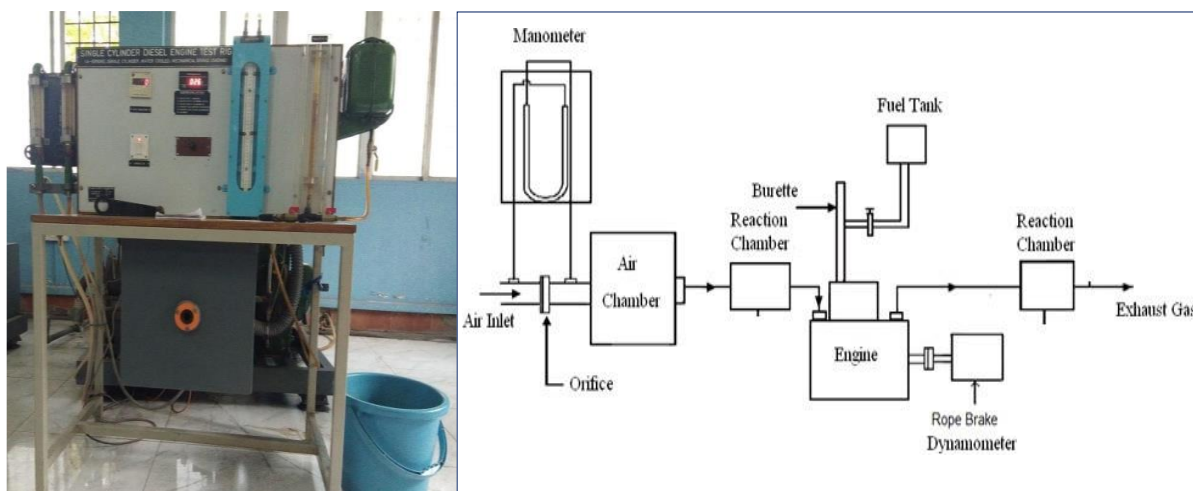 SINGLE CYLINDER DIESEL ENGINE TEST RIG
Manometer
Fuel Tank
Burette
Reaction
Chamber
Reaction
Chamber
Air
Chamber
Air Inlet
Exhaust Gas
Engine
Orifice
Rope Brake
Dynamometer